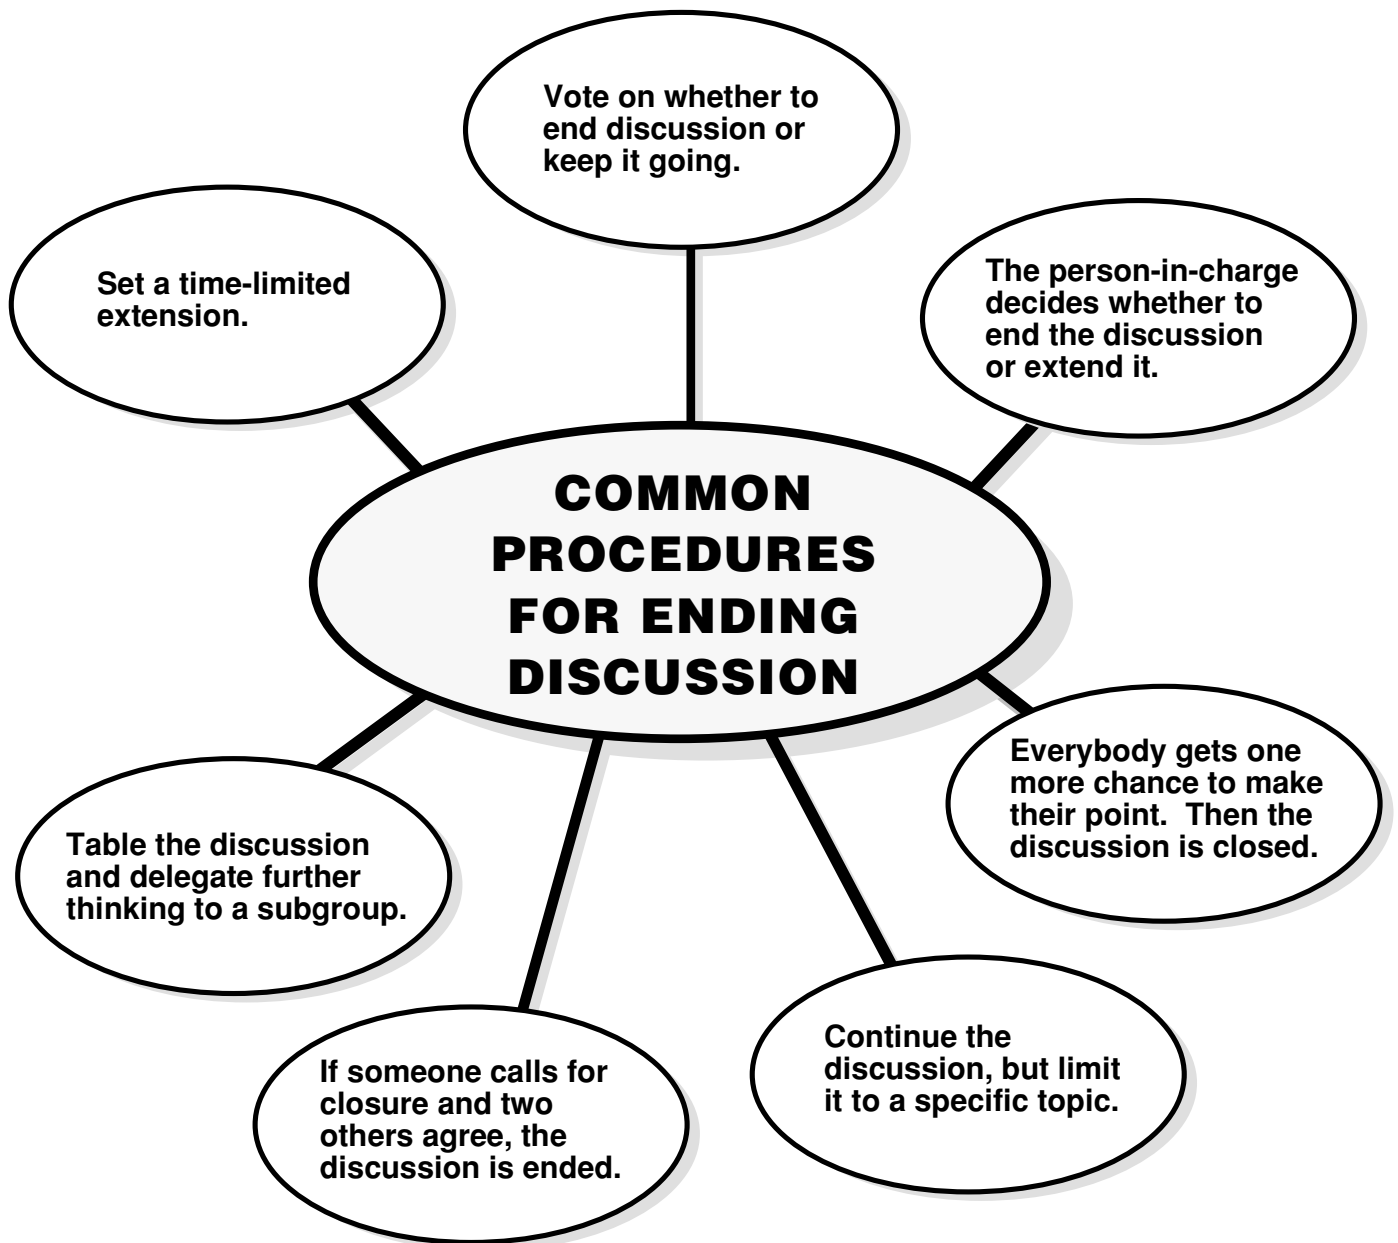 Vote on whether to
end discussion or
keep it going.
Set a time-limited
extension.
The person-in-charge
decides whether to
end the discussion
or extend it.
COMMON
PROCEDURES
FOR ENDING
DISCUSSION
Everybody gets one
more chance to make
their point.  Then the
discussion is closed.
Table the discussion
and delegate further
thinking to a subgroup.
Continue the
discussion, but limit
it to a specific topic.
If someone calls for
closure and two
others agree, the
discussion is ended.